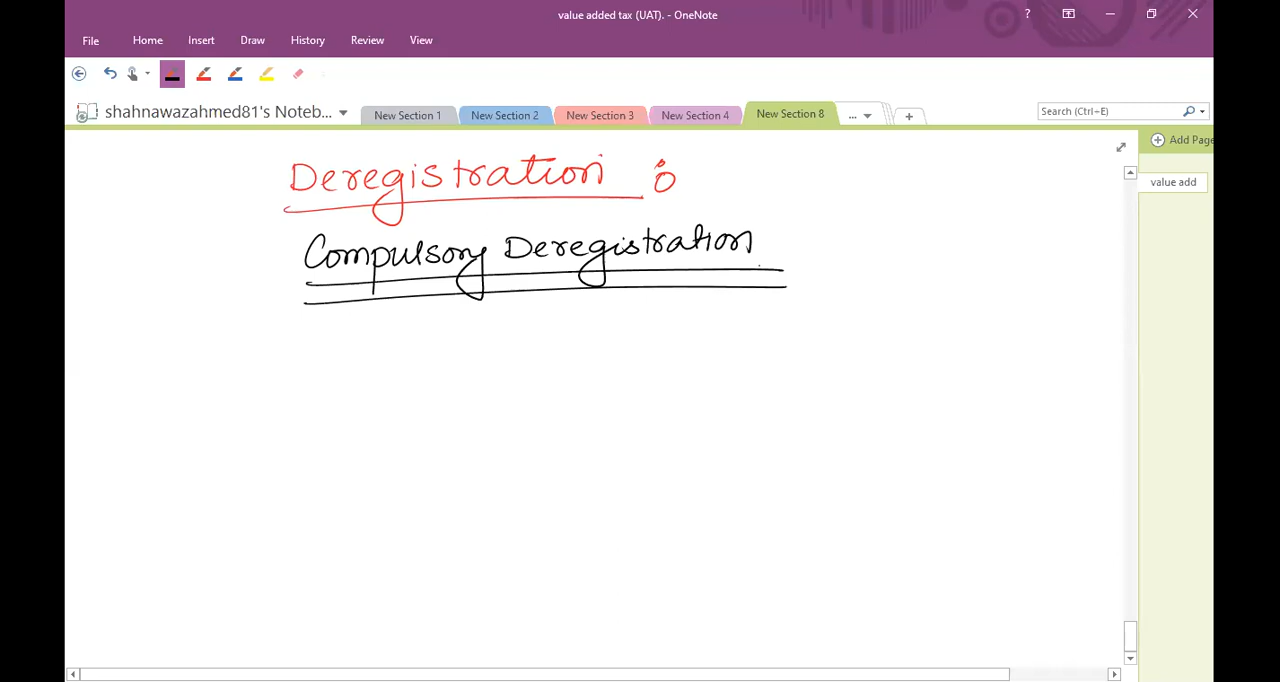 value added tax (UAT). - OneNote
?
File Home Insert Draw History Review View
shahnawazahmed81's Noteb... New Section 1 New Section 2 New Section 3 New Section 4 New Section 8 ... +
Search (Ctrl+E)
Add Page
value add
Deregistration :
Compulsory Deregistration